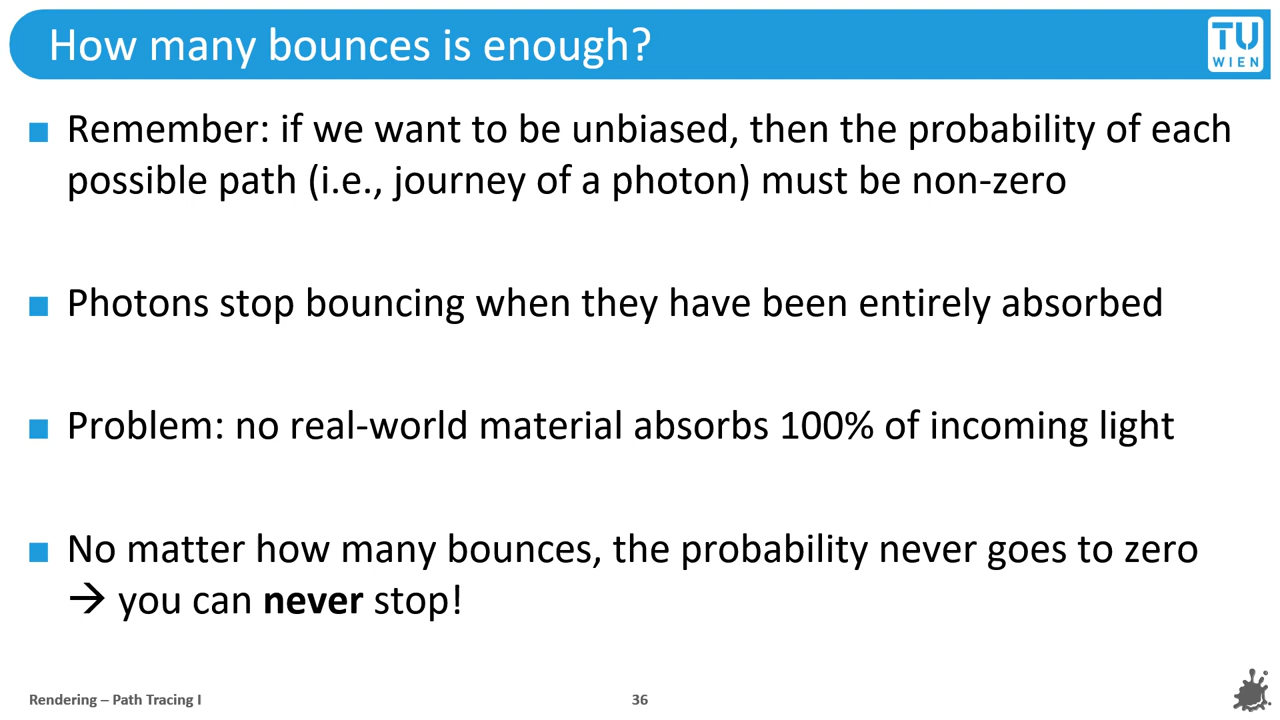 How many bounces is enough?
TU
WIEN
■ Remember: if we want to be unbiased, then the probability of each
possible path (i.e., journey of a photon) must be non-zero
■ Photons stop bouncing when they have been entirely absorbed
■ Problem: no real-world material absorbs 100% of incoming light
■ No matter how many bounces, the probability never goes to zero
→ you can never stop!
Rendering – Path Tracing I
36